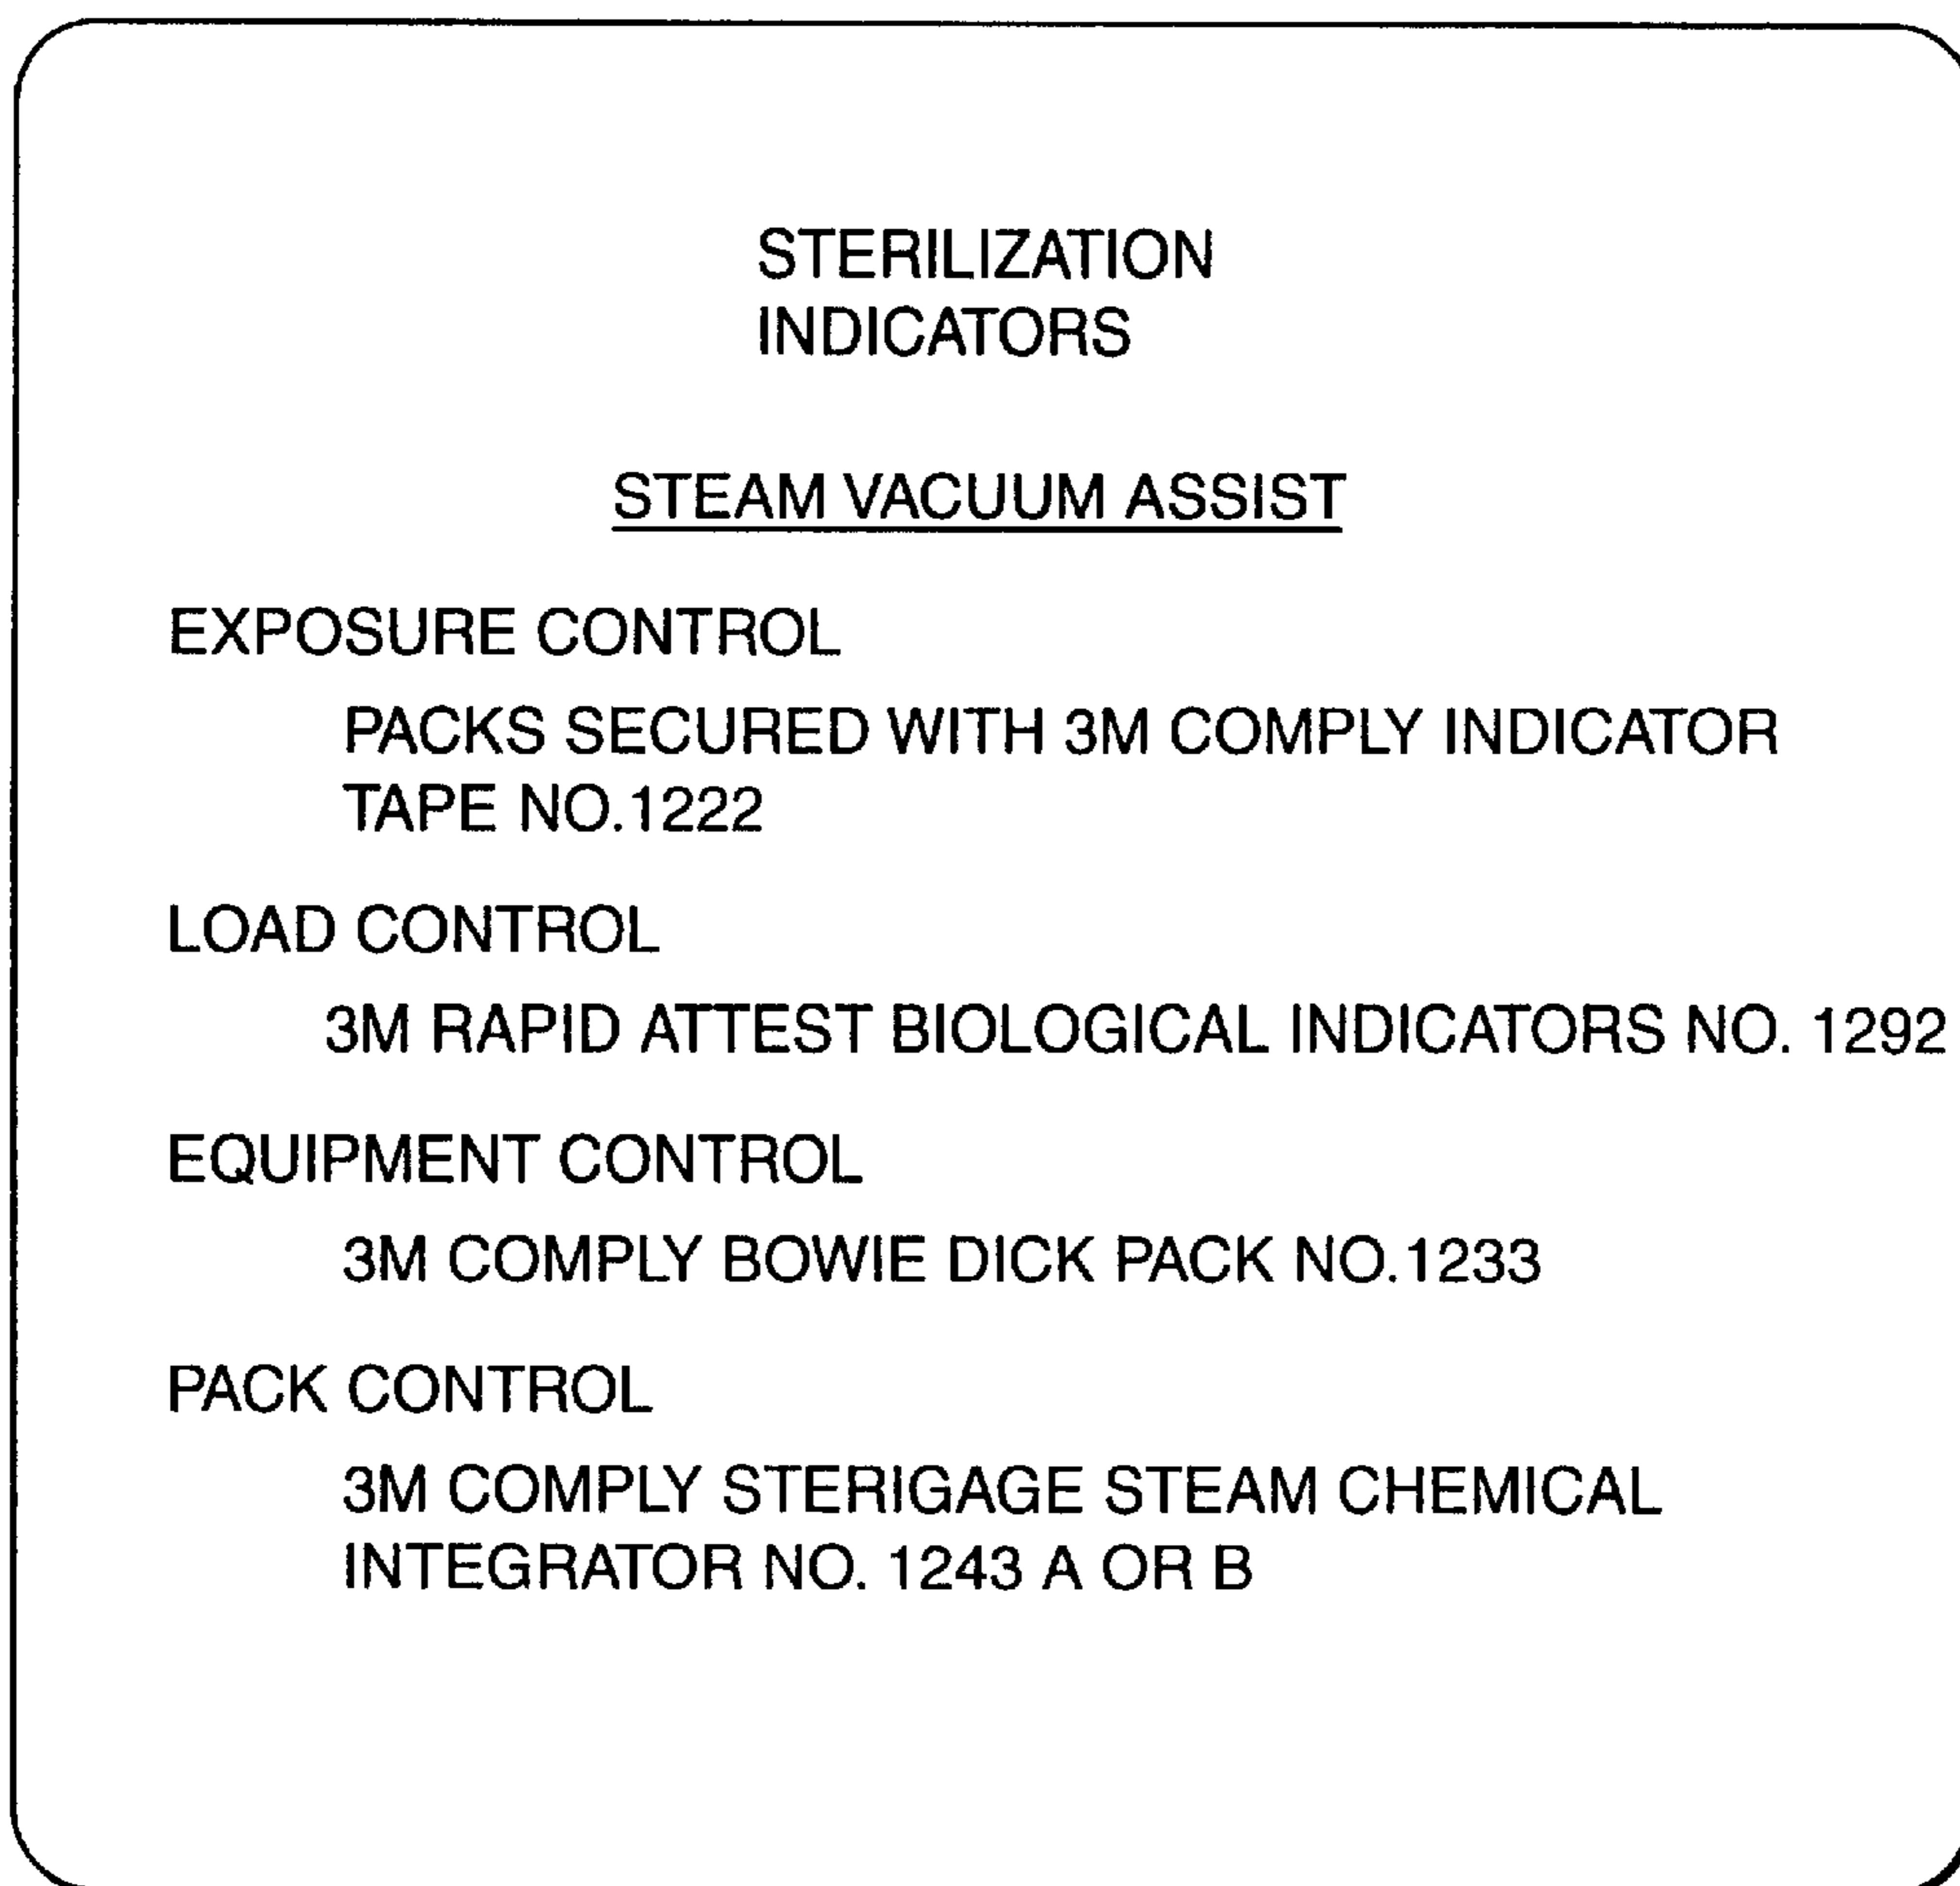 STERILIZATION
INDICATORS
STEAM VACUUM ASSIST
EXPOSURE CONTROL
PACKS SECURED WITH 3M COMPLY INDICATOR
TAPE NO.1222
LOAD CONTROL
3M RAPID ATTEST BIOLOGICAL INDICATORS NO. 1292
EQUIPMENT CONTROL
3M COMPLY BOWIE DICK PACK NO.1233
PACK CONTROL
3M COMPLY STERIGAGE STEAM CHEMICAL
INTEGRATOR NO. 1243 A OR B